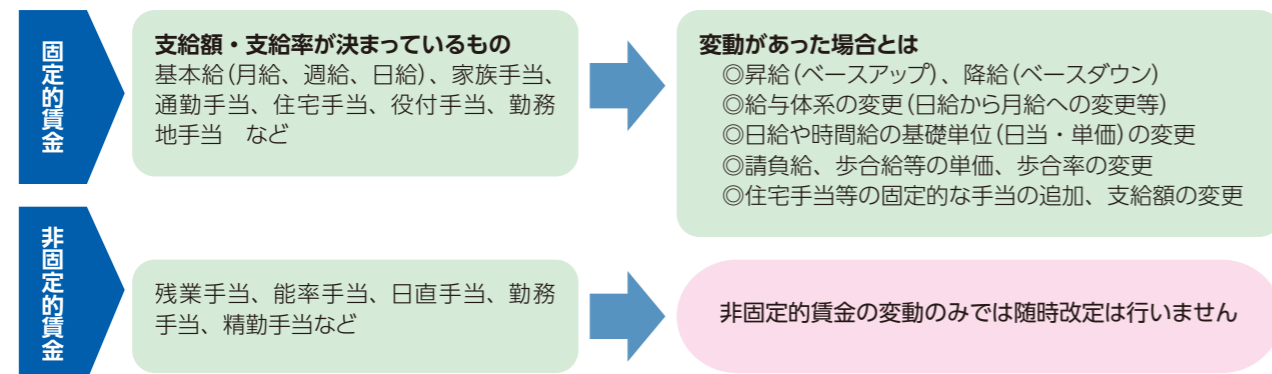 固定的賃金
支給額・支給率が決まっているもの
基本給(月給、週給、日給)、家族手当、
通勤手当、住宅手当、役付手当、勤務
地手当　など
変動があった場合とは
◎昇給(ベースアップ)、降給(ベースダウン)
◎給与体系の変更(日給から月給への変更等)
◎日給や時間給の基礎単位(日当・単価)の変更
◎請負給、歩合給等の単価、歩合率の変更
◎住宅手当等の固定的な手当の追加、支給額の変更
非固定的賃金
残業手当、能率手当、日直手当、勤務
手当、精勤手当など
非固定的賃金の変動のみでは随時改定は行いません